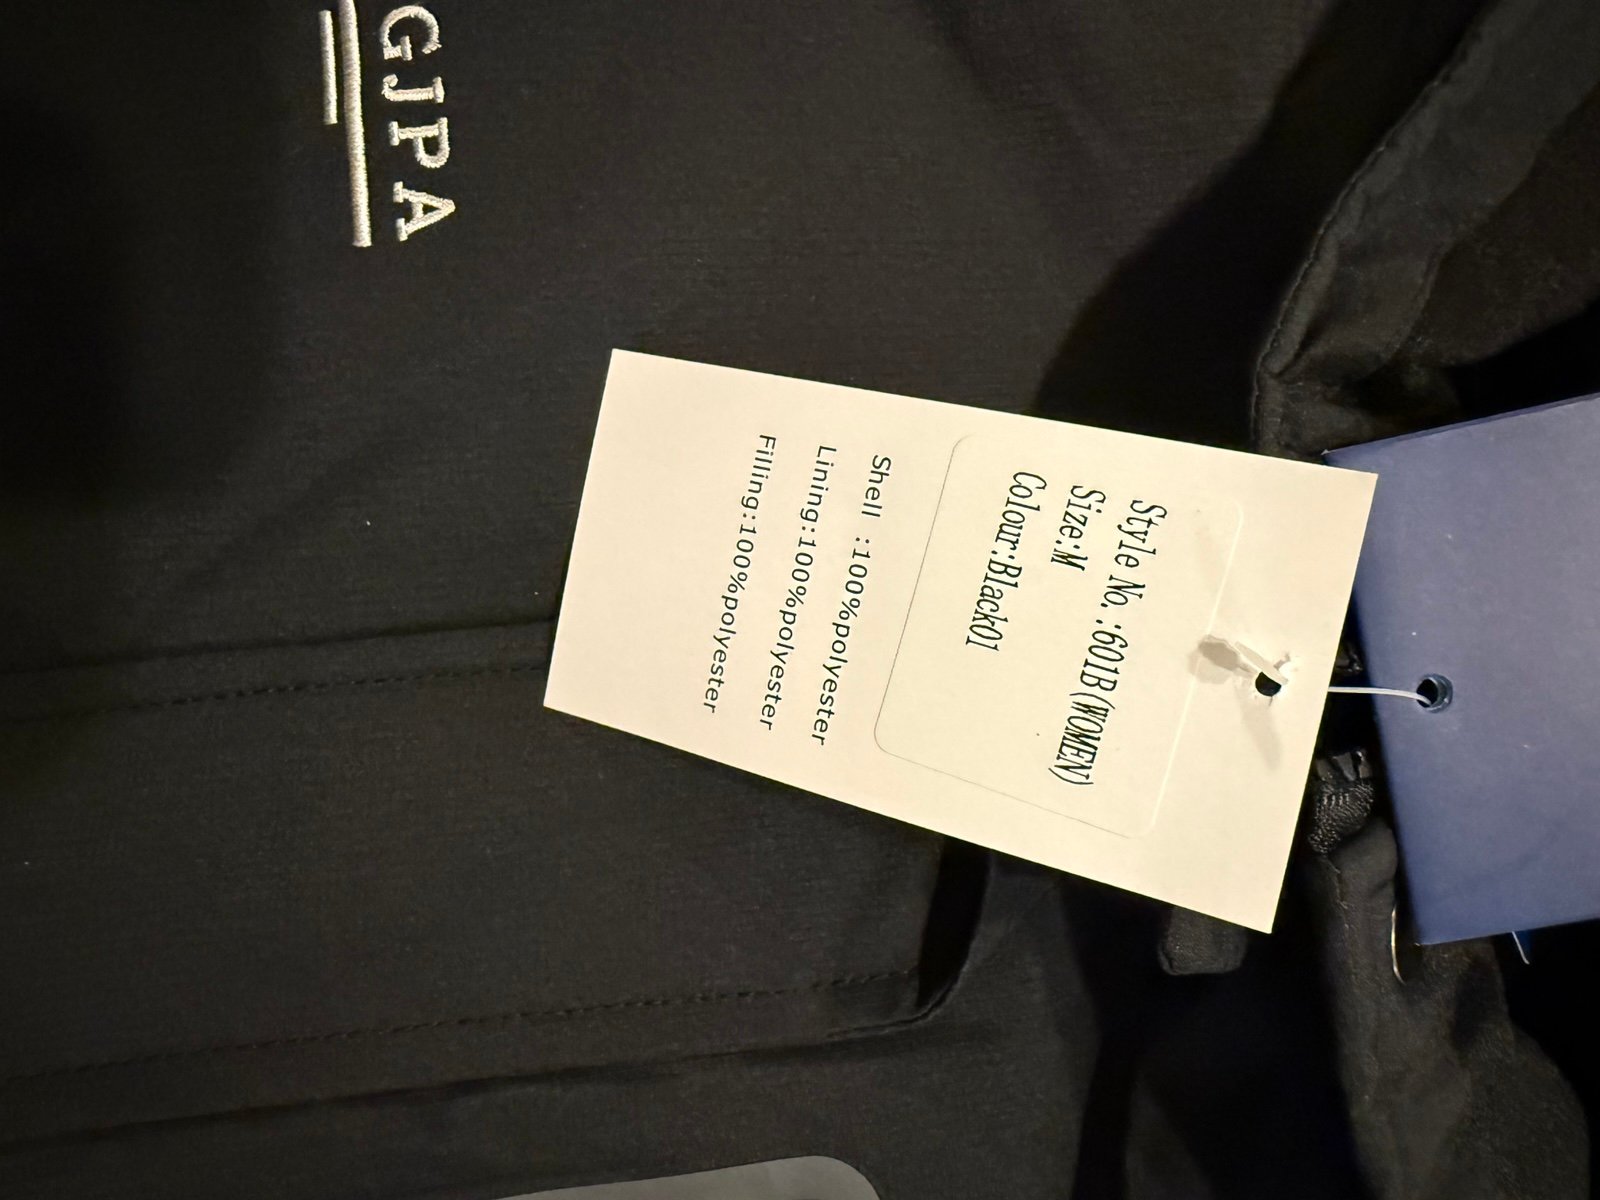 GJPA
Style No.:601B(WOMEN)
Size:M
Colour:Black01
Shell :100%polyester
Lining:100%polyester
Filling:100%polyester